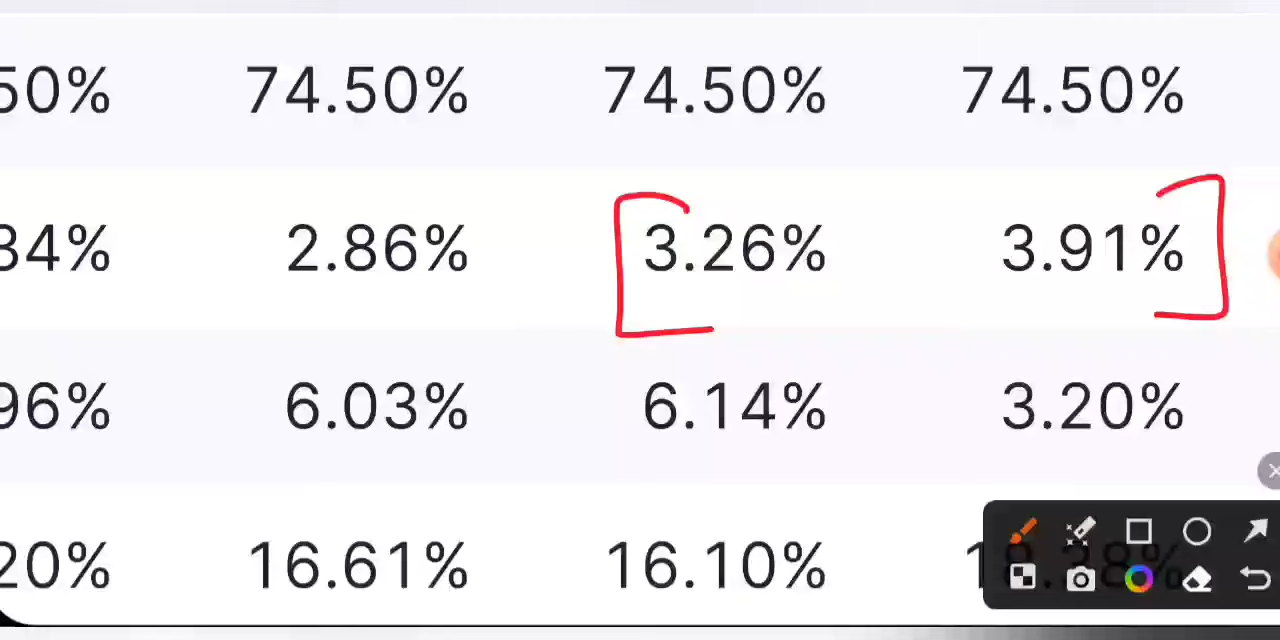 50% 74.50% 74.50% 74.50%
34% 2.86% 3.26% 3.91%
96% 6.03% 6.14% 3.20%
20% 16.61% 16.10%